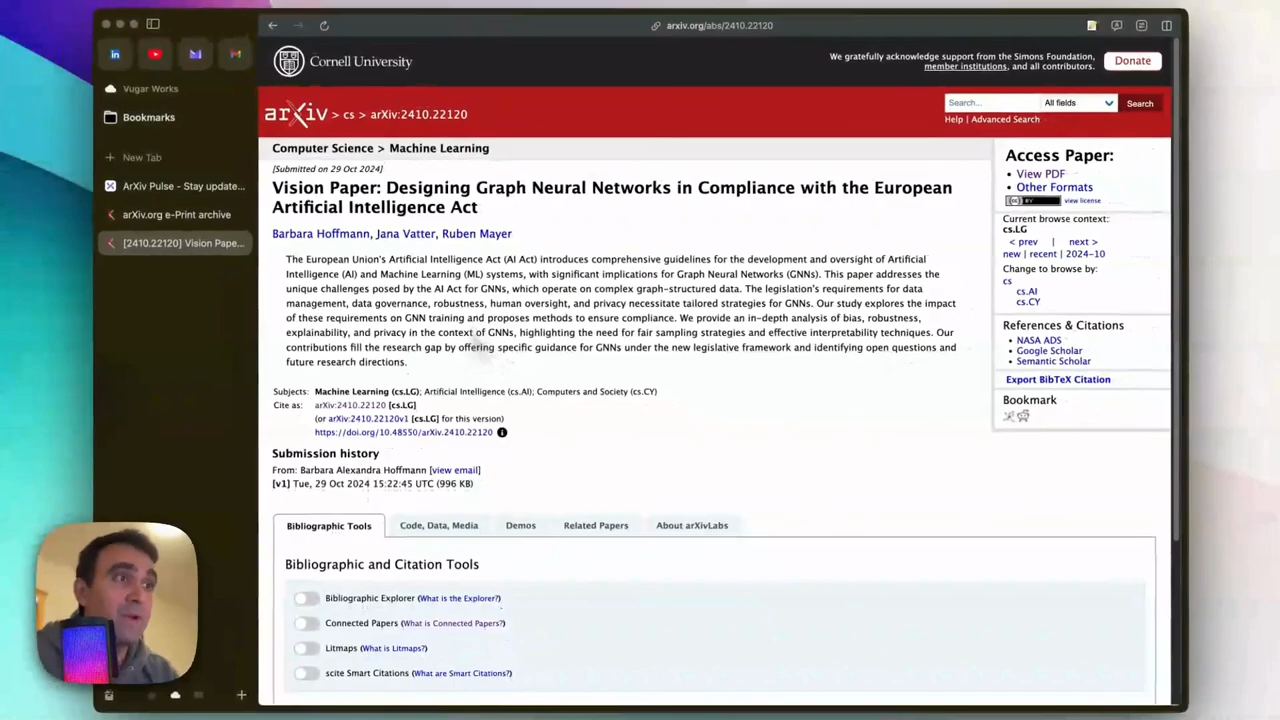 arxiv.org/abs/2410.22120
Vugar Works
Bookmarks
New Tab
ArXiv Pulse - Stay update...
arXiv.org e-Print archive
[2410.22120] Vision Pape...
Cornell University
We gratefully acknowledge support from the Simons Foundation,
member institutions, and all contributors.
Donate
arXiv > cs > arXiv:2410.22120
Search...
All fields
Search
Help | Advanced Search
Computer Science > Machine Learning
[Submitted on 29 Oct 2024]
Vision Paper: Designing Graph Neural Networks in Compliance with the European
Artificial Intelligence Act
Barbara Hoffmann, Jana Vatter, Ruben Mayer
The European Union's Artificial Intelligence Act (AI Act) introduces comprehensive guidelines for the development and oversight of Artificial
Intelligence (AI) and Machine Learning (ML) systems, with significant implications for Graph Neural Networks (GNNs). This paper addresses the
unique challenges posed by the AI Act for GNNs, which operate on complex graph-structured data. The legislation's requirements for data
management, data governance, robustness, human oversight, and privacy necessitate tailored strategies for GNNs. Our study explores the impact
of these requirements on GNN training and proposes methods to ensure compliance. We provide an in-depth analysis of bias, robustness,
explainability, and privacy in the context of GNNs, highlighting the need for fair sampling strategies and effective interpretability techniques. Our
contributions fill the research gap by offering specific guidance for GNNs under the new legislative framework and identifying open questions and
future research directions.
Subjects: Machine Learning (cs.LG); Artificial Intelligence (cs.AI); Computers and Society (cs.CY)
Cite as: arXiv:2410.22120 [cs.LG]
(or arXiv:2410.22120v1 [cs.LG] for this version)
https://doi.org/10.48550/arXiv.2410.22120
Submission history
From: Barbara Alexandra Hoffmann [view email]
[v1] Tue, 29 Oct 2024 15:22:45 UTC (996 KB)
Bibliographic Tools
Code, Data, Media
Demos
Related Papers
About arXivLabs
Bibliographic and Citation Tools
Bibliographic Explorer (What is the Explorer?)
Connected Papers (What is Connected Papers?)
Litmaps (What is Litmaps?)
scite Smart Citations (What are Smart Citations?)
Access Paper:
View PDF
Other Formats
view license
Current browse context:
cs.LG
< prev | next >
new | recent | 2024-10
Change to browse by:
cs
cs.AI
cs.CY
References & Citations
NASA ADS
Google Scholar
Semantic Scholar
Export BibTeX Citation
Bookmark